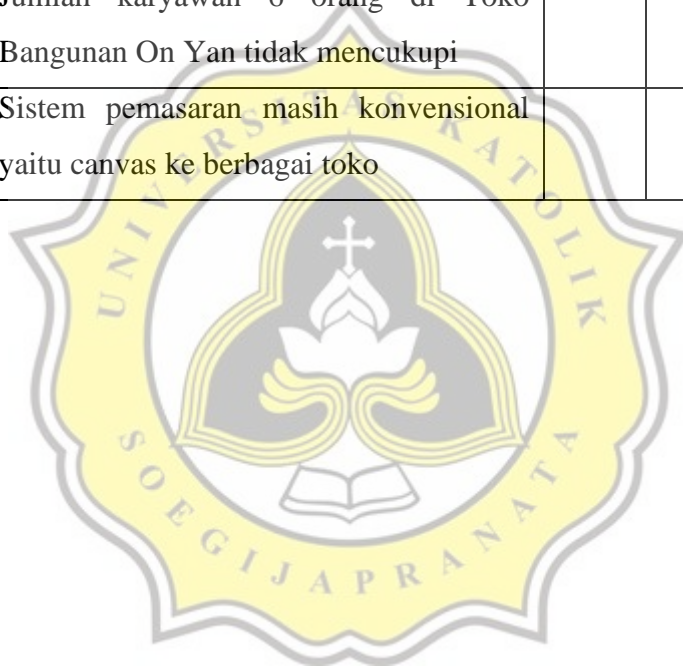 Jumlah karyawan 8 orang di Toko
Bangunan On Yan tidak mencukupi
Sistem pemasaran masih konvensional
yaitu canvas ke berbagai toko
UNIVERSITAS KATOLIK
SOEGIJAPRANATA